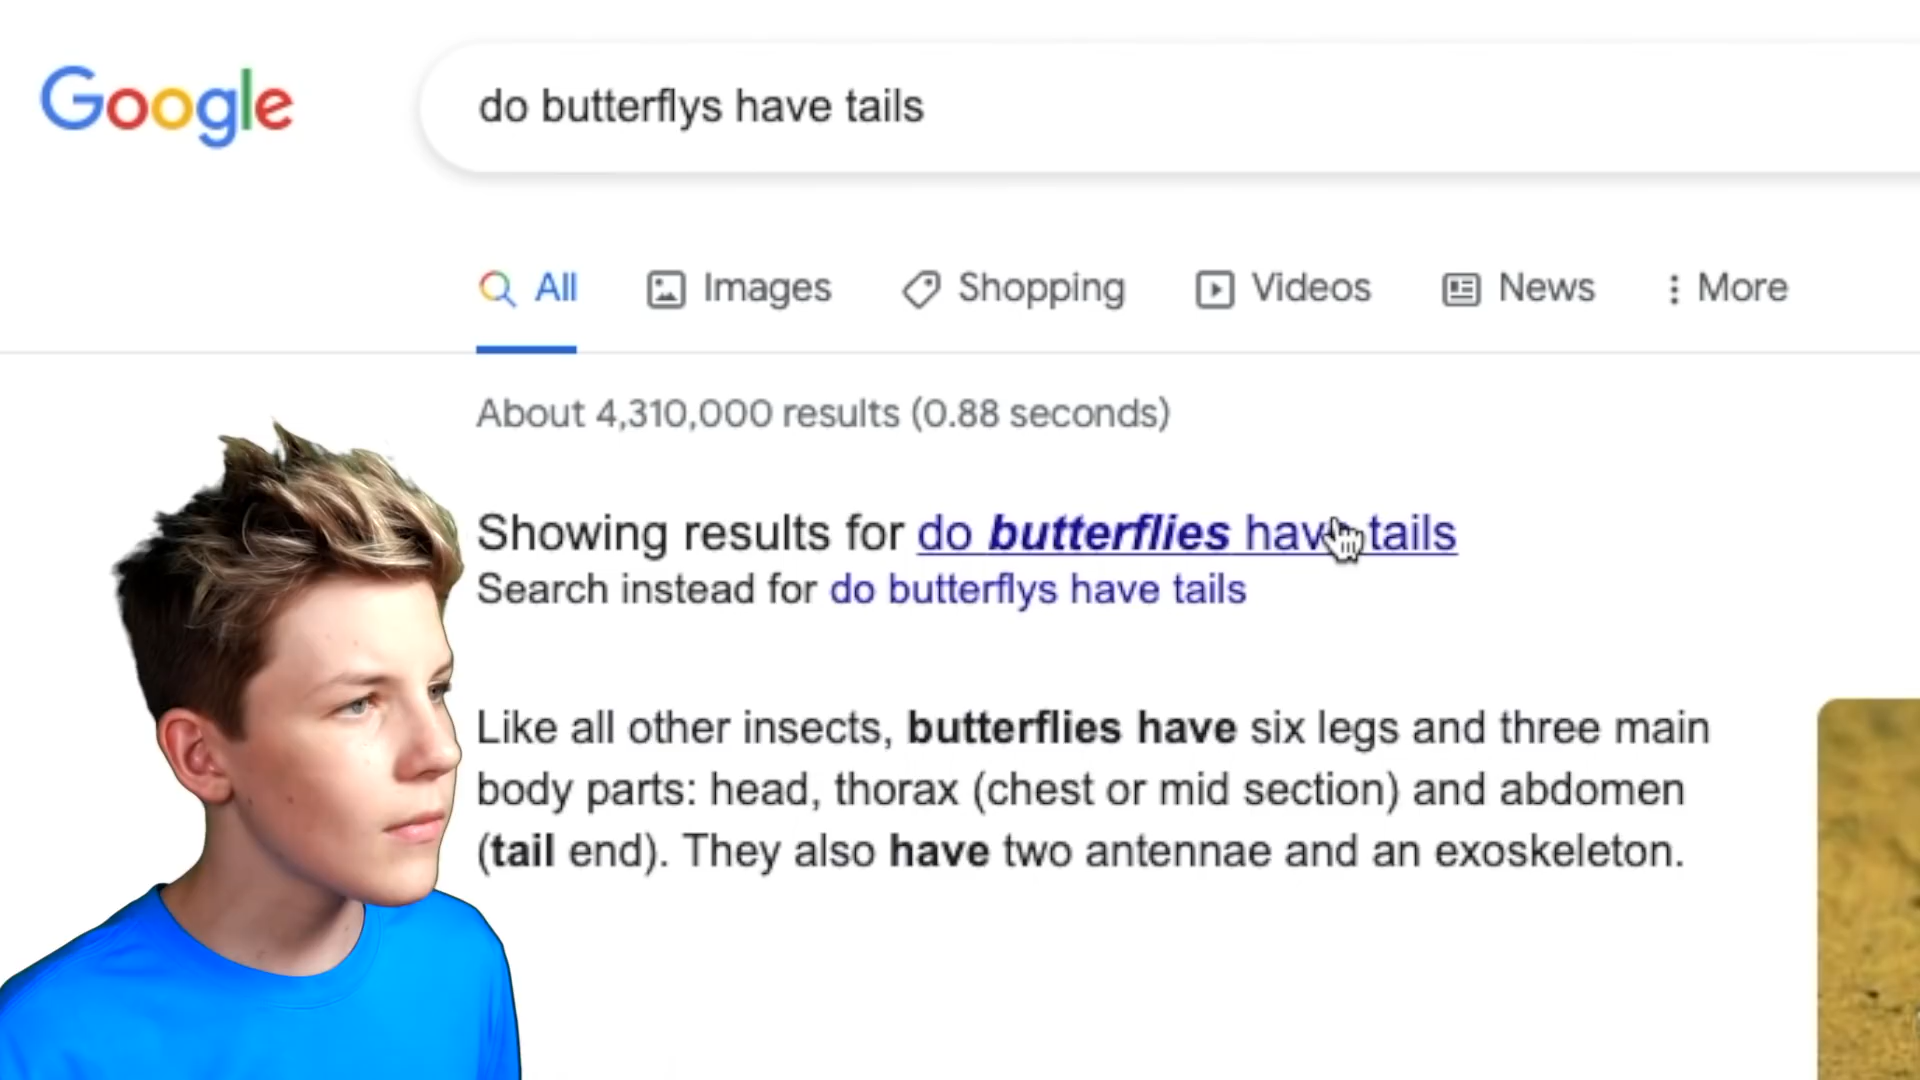 Google
do butterflys have tails
All Images Shopping Videos News More
About 4,310,000 results (0.88 seconds)
Showing results for do butterflies have tails
Search instead for do butterflys have tails
Like all other insects, butterflies have six legs and three main
body parts: head, thorax (chest or mid section) and abdomen
(tail end). They also have two antennae and an exoskeleton.